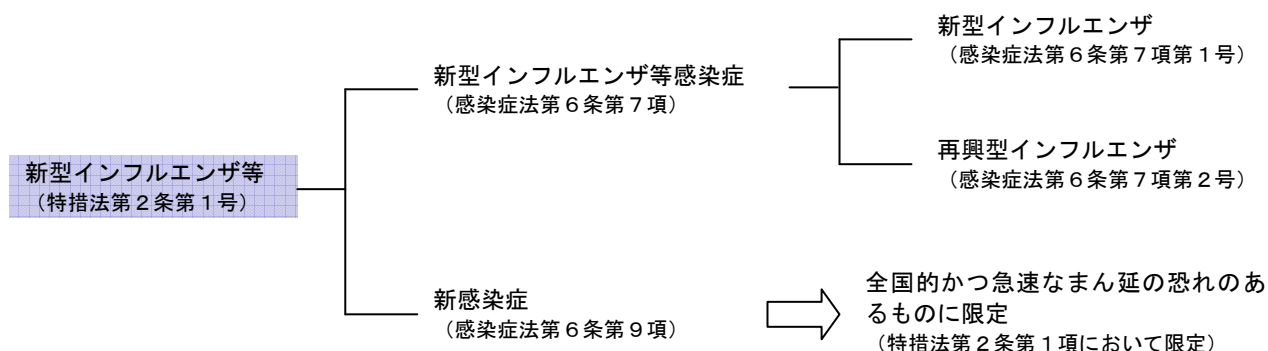 新型インフルエンザ等
(特措法第2条第1号)
新型インフルエンザ等感染症
(感染症法第6条第7項)
新型インフルエンザ
(感染症法第6条第7項第1号)
再興型インフルエンザ
(感染症法第6条第7項第2号)
新感染症
(感染症法第6条第9項)
全国的かつ急速なまん延の恐れのあ
るものに限定
(特措法第2条第1項において限定)